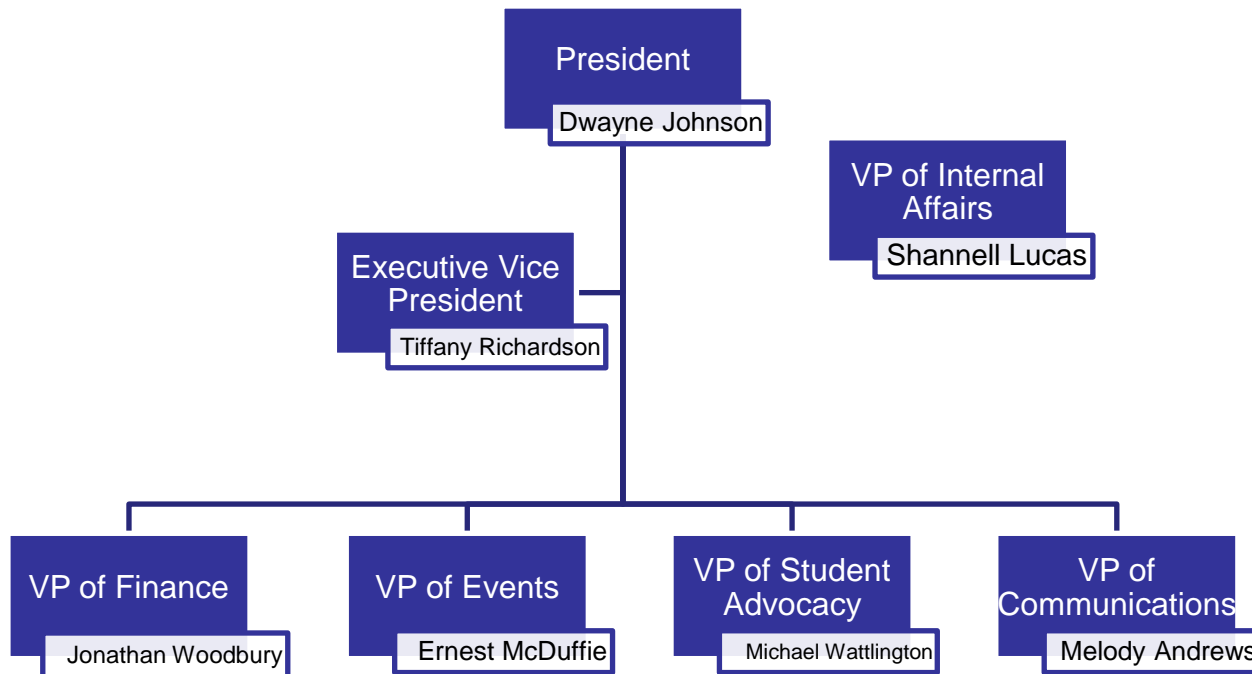 President
Dwayne Johnson
VP of Internal
Affairs
Shannell Lucas
Executive Vice
President
Tiffany Richardson
VP of Finance
Jonathan Woodbury
VP of Events
Ernest McDuffie
VP of Student
Advocacy
Michael Wattlington
VP of
Communications
Melody Andrews